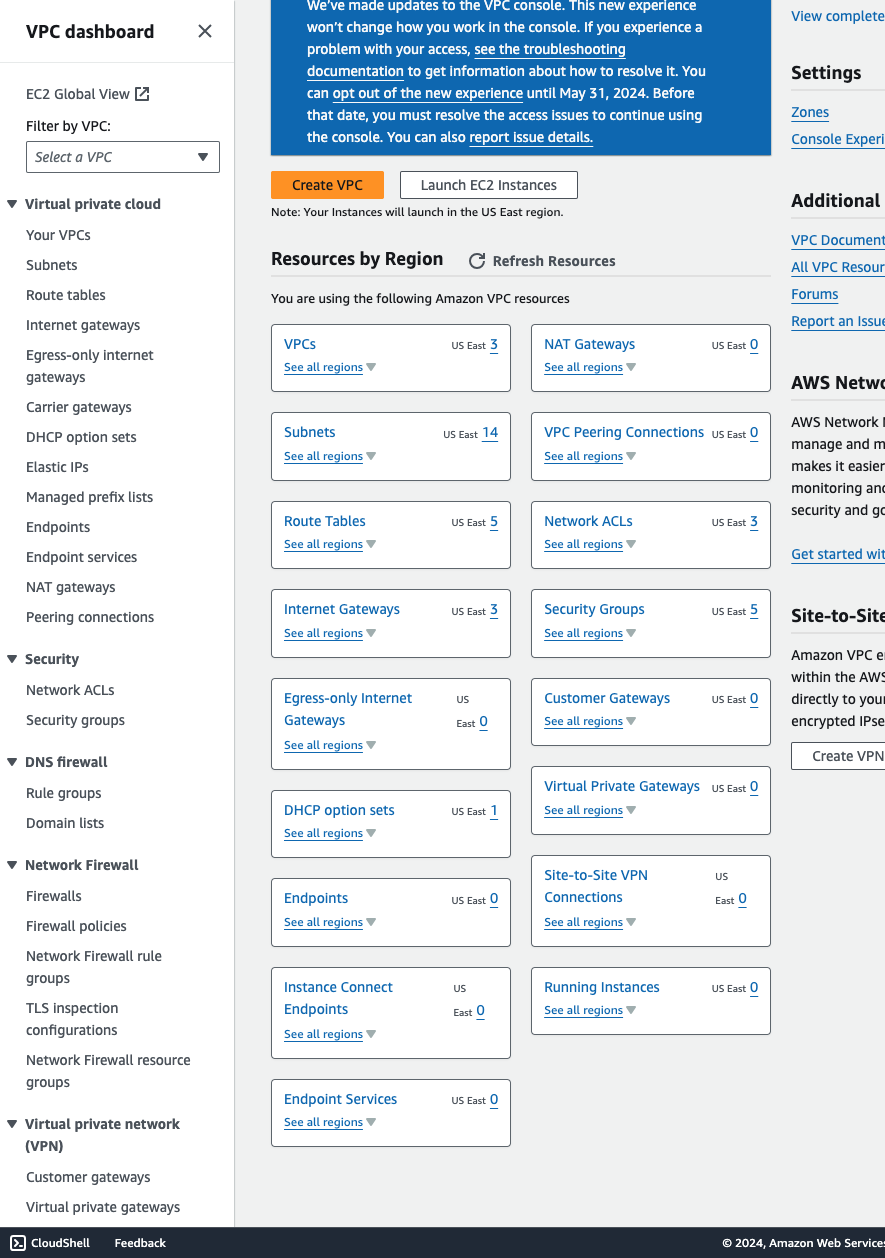 VPC dashboard
EC2 Global View
Filter by VPC:
Select a VPC
Virtual private cloud
Your VPCs
Subnets
Route tables
Internet gateways
Egress-only internet
gateways
Carrier gateways
DHCP option sets
Elastic IPs
Managed prefix lists
Endpoints
Endpoint services
NAT gateways
Peering connections
Security
Network ACLs
Security groups
DNS firewall
Rule groups
Domain lists
Network Firewall
Firewalls
Firewall policies
Network Firewall rule
groups
TLS inspection
configurations
Network Firewall resource
groups
Virtual private network
(VPN)
Customer gateways
Virtual private gateways
We've made updates to the VPC console. This new experience
won't change how you work in the console. If you experience a
problem with your access, see the troubleshooting
documentation to get information about how to resolve it. You
can opt out of the new experience until May 31, 2024. Before
that date, you must resolve the access issues to continue using
the console. You can also report issue details.
Create VPC
Launch EC2 Instances
Note: Your Instances will launch in the US East region.
Resources by Region
Refresh Resources
You are using the following Amazon VPC resources
VPCs US East 3
See all regions
NAT Gateways US East 0
See all regions
Subnets US East 14
See all regions
VPC Peering Connections US East 0
See all regions
Route Tables US East 5
See all regions
Network ACLs US East 3
See all regions
Internet Gateways US East 3
See all regions
Security Groups US East 5
See all regions
Egress-only Internet US
Gateways East 0
See all regions
Customer Gateways US East 0
See all regions
DHCP option sets US East 1
See all regions
Virtual Private Gateways US East 0
See all regions
Endpoints US East 0
See all regions
Site-to-Site VPN US
Connections East 0
See all regions
Instance Connect US
Endpoints East 0
See all regions
Running Instances US East 0
See all regions
Endpoint Services US East 0
See all regions
View complete
Settings
Zones
Console Experi
Additional
VPC Document
All VPC Resour
Forums
Report an Issue
AWS Netwo
AWS Network
manage and m
makes it easier
monitoring and
security and go
Get started wit
Site-to-Site
Amazon VPC e
within the AWS
directly to your
encrypted IPse
Create VPN
CloudShell Feedback © 2024, Amazon Web Services